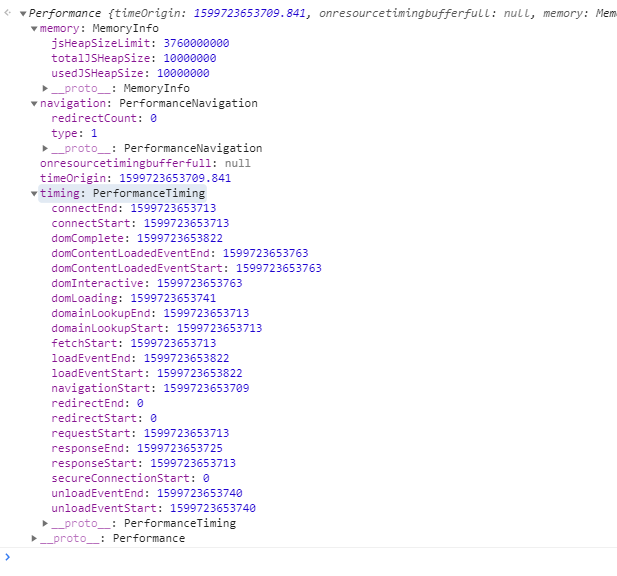 Performance {timeOrigin: 1599723653709.841, onresourcetimingbufferfull: null, memory: Mem
memory: MemoryInfo
jsHeapSizeLimit: 3760000000
totalJSHeapSize: 10000000
usedJSHeapSize: 10000000
__proto__: MemoryInfo
navigation: PerformanceNavigation
redirectCount: 0
type: 1
__proto__: PerformanceNavigation
onresourcetimingbufferfull: null
timeOrigin: 1599723653709.841
timing: PerformanceTiming
connectEnd: 1599723653713
connectStart: 1599723653713
domComplete: 1599723653822
domContentLoadedEventEnd: 1599723653763
domContentLoadedEventStart: 1599723653763
domInteractive: 1599723653763
domLoading: 1599723653741
domainLookupEnd: 1599723653713
domainLookupStart: 1599723653713
fetchStart: 1599723653713
loadEventEnd: 1599723653822
loadEventStart: 1599723653822
navigationStart: 1599723653709
redirectEnd: 0
redirectStart: 0
requestStart: 1599723653713
responseEnd: 1599723653725
responseStart: 1599723653713
secureConnectionStart: 0
unloadEventEnd: 1599723653740
unloadEventStart: 1599723653740
__proto__: PerformanceTiming
__proto__: Performance